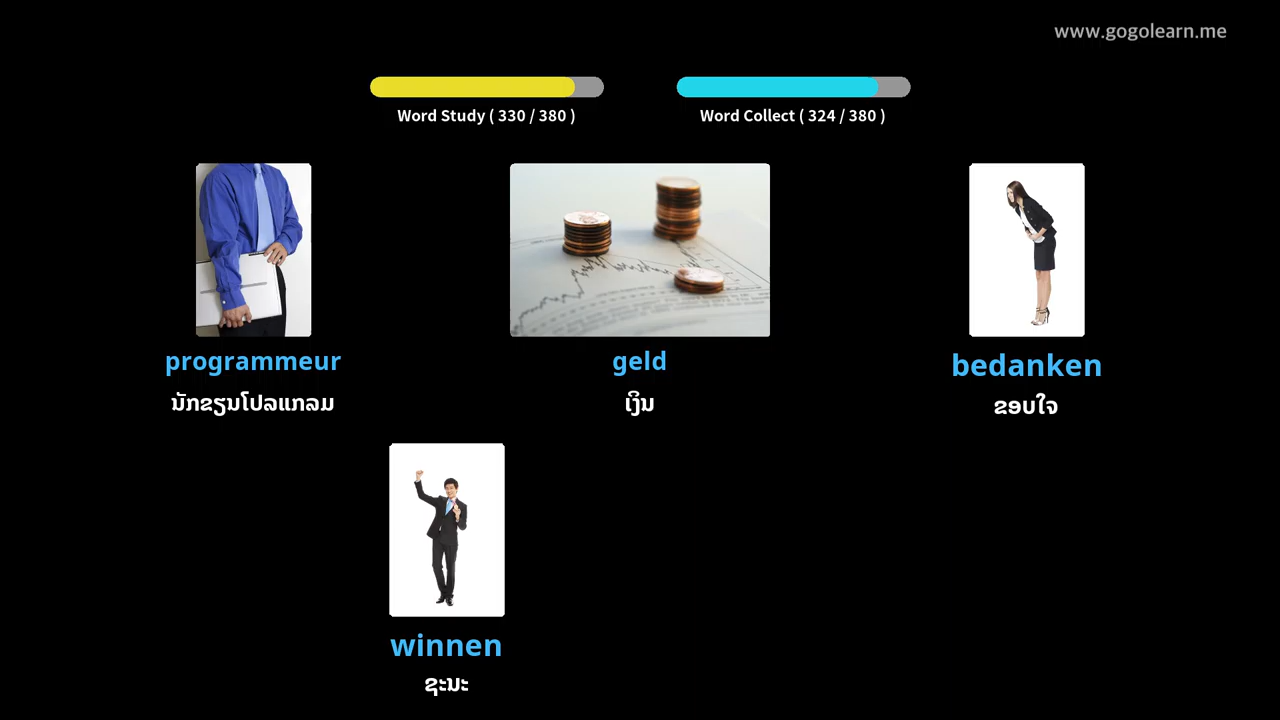 www.gogolearn.me
Word Study ( 330 / 380 )
Word Collect ( 324 / 380 )
programmeur
ນັກຂຽນໂປລແກລມ
geld
ເງິນ
bedanken
ຂອບໃຈ
winnen
ຊະນະ